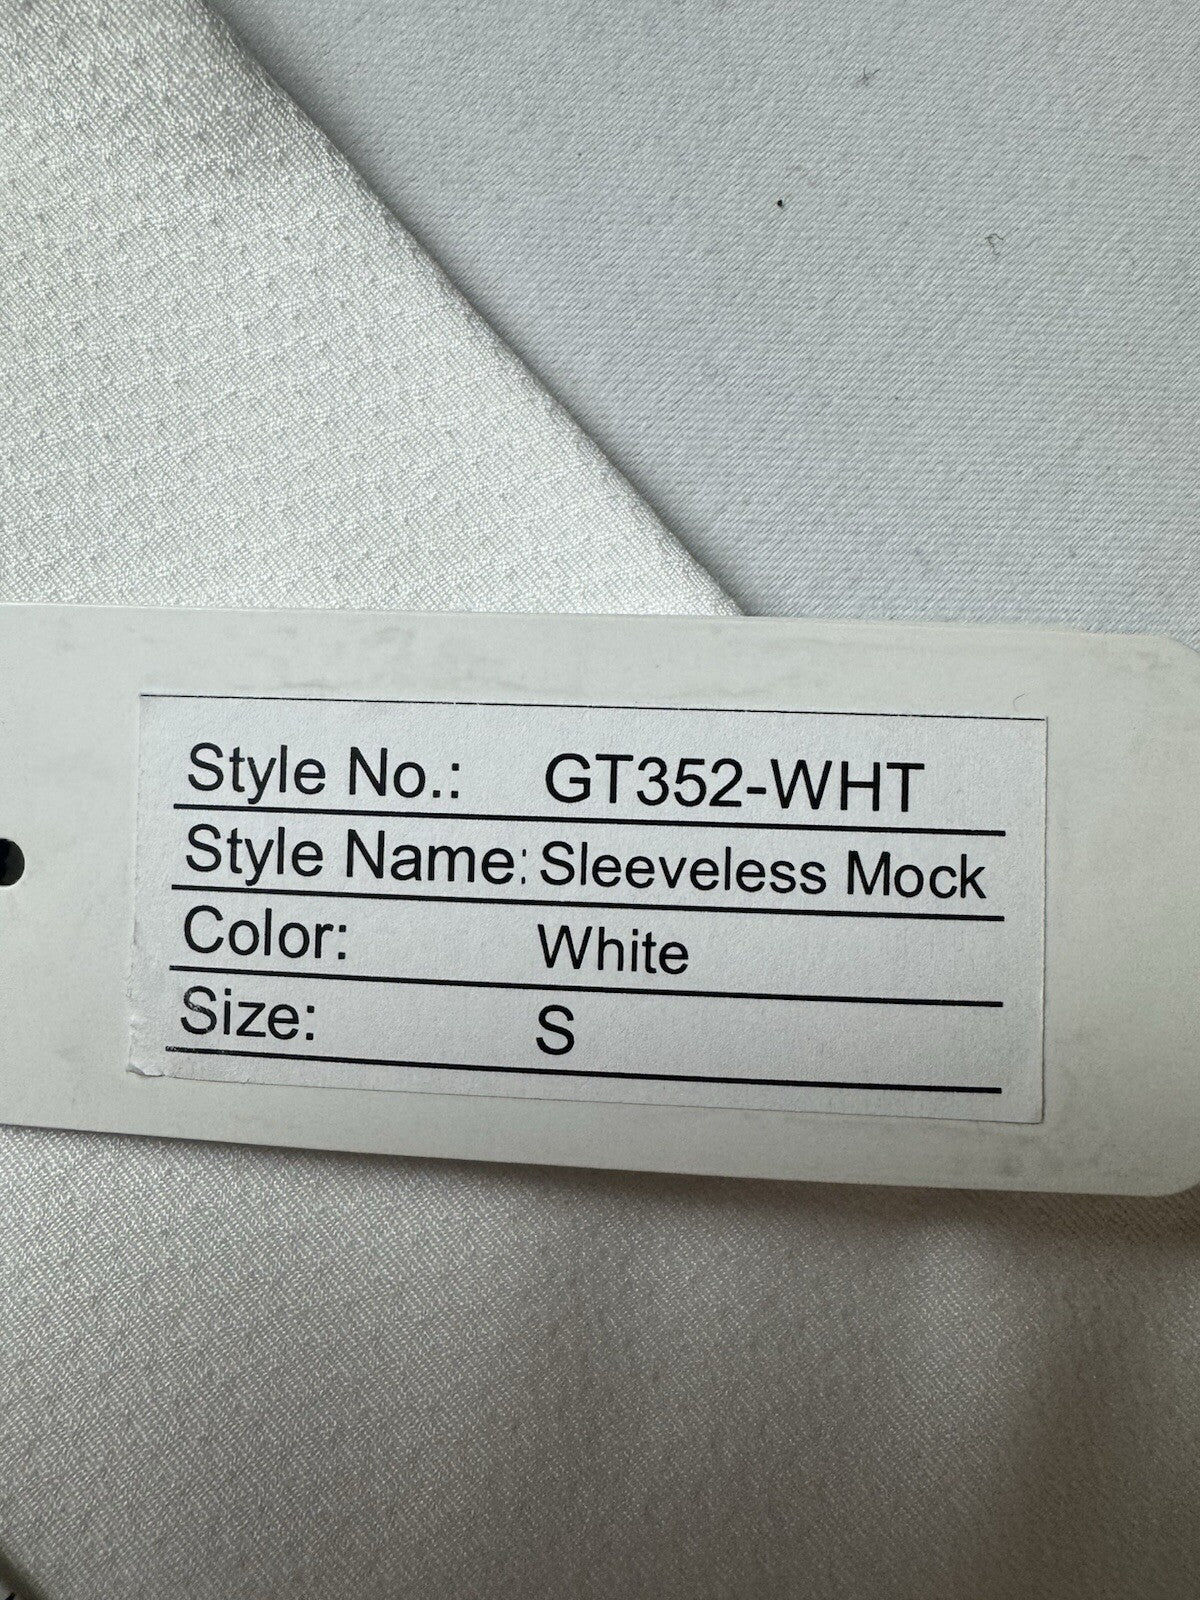 Style No.: GT352-WHT
Style Name: Sleeveless Mock
Color: White
Size: S